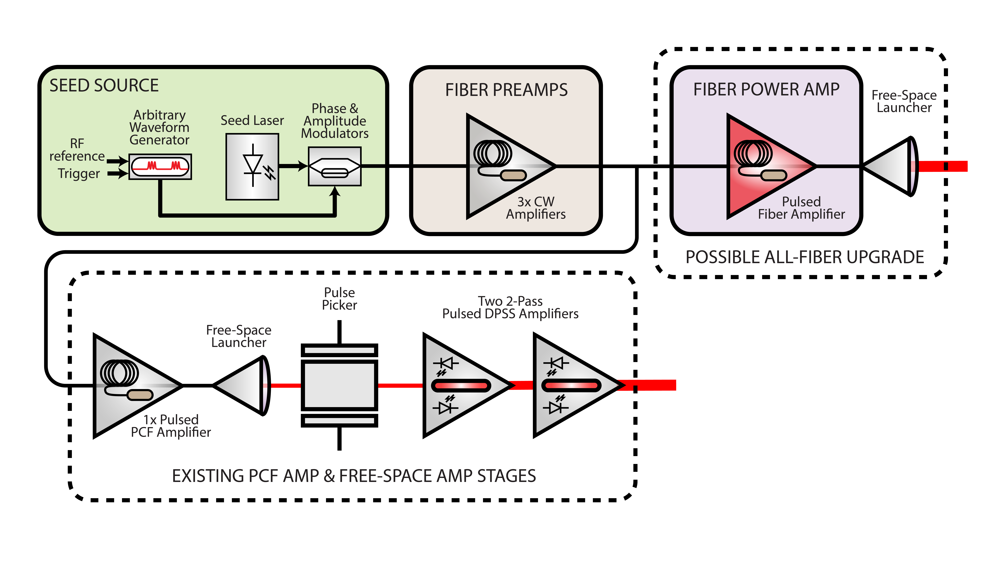 SEED SOURCE
Arbitrary
Waveform
Generator
RF
reference
Trigger
Seed Laser
Phase &
Amplitude
Modulators
FIBER PREAMPS
3x CW
Amplifiers
FIBER POWER AMP
Pulsed
Fiber Amplifier
Free-Space
Launcher
POSSIBLE ALL-FIBER UPGRADE
1x Pulsed
PCF Amplifier
Free-Space
Launcher
Pulse
Picker
Two 2-Pass
Pulsed DPSS Amplifiers
EXISTING PCF AMP & FREE-SPACE AMP STAGES